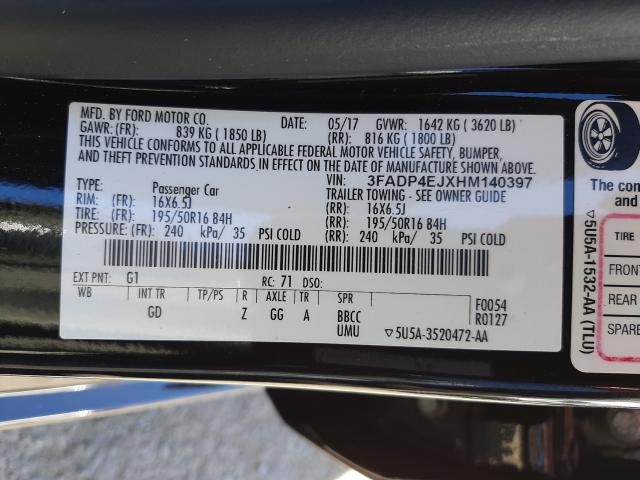 MFD. BY FORD MOTOR CO. DATE: 05/17 GVWR: 1642 KG ( 3620 LB)
GAWR: (FR): 839 KG ( 1850 LB) (RR): 816 KG ( 1800 LB)
THIS VEHICLE CONFORMS TO ALL APPLICABLE FEDERAL MOTOR VEHICLE SAFETY, BUMPER,
AND THEFT PREVENTION STANDARDS IN EFFECT ON THE DATE OF MANUFACTURE SHOWN ABOVE.
VIN: 3FADP4EJXHM140397
TYPE: Passenger Car TRAILER TOWING - SEE OWNER GUIDE
RIM: (FR): 16X6.5J (RR): 16X6.5J
TIRE: (FR): 195/50R16 84H (RR): 195/50R16 84H
PRESSURE: (FR): 240 kPa/ 35 PSI COLD (RR): 240 kPa/ 35 PSI COLD
EXT PNT: G1 RC: 71 DSO:
WB INT TR TP/PS R AXLE TR SPR F0054
GD Z GG A BBCC R0127
UMU ▽5U5A-3520472-AA
▽5U5A-1532-AA (TLU)
The com
TIRE
FRONT
REAR
SPARE